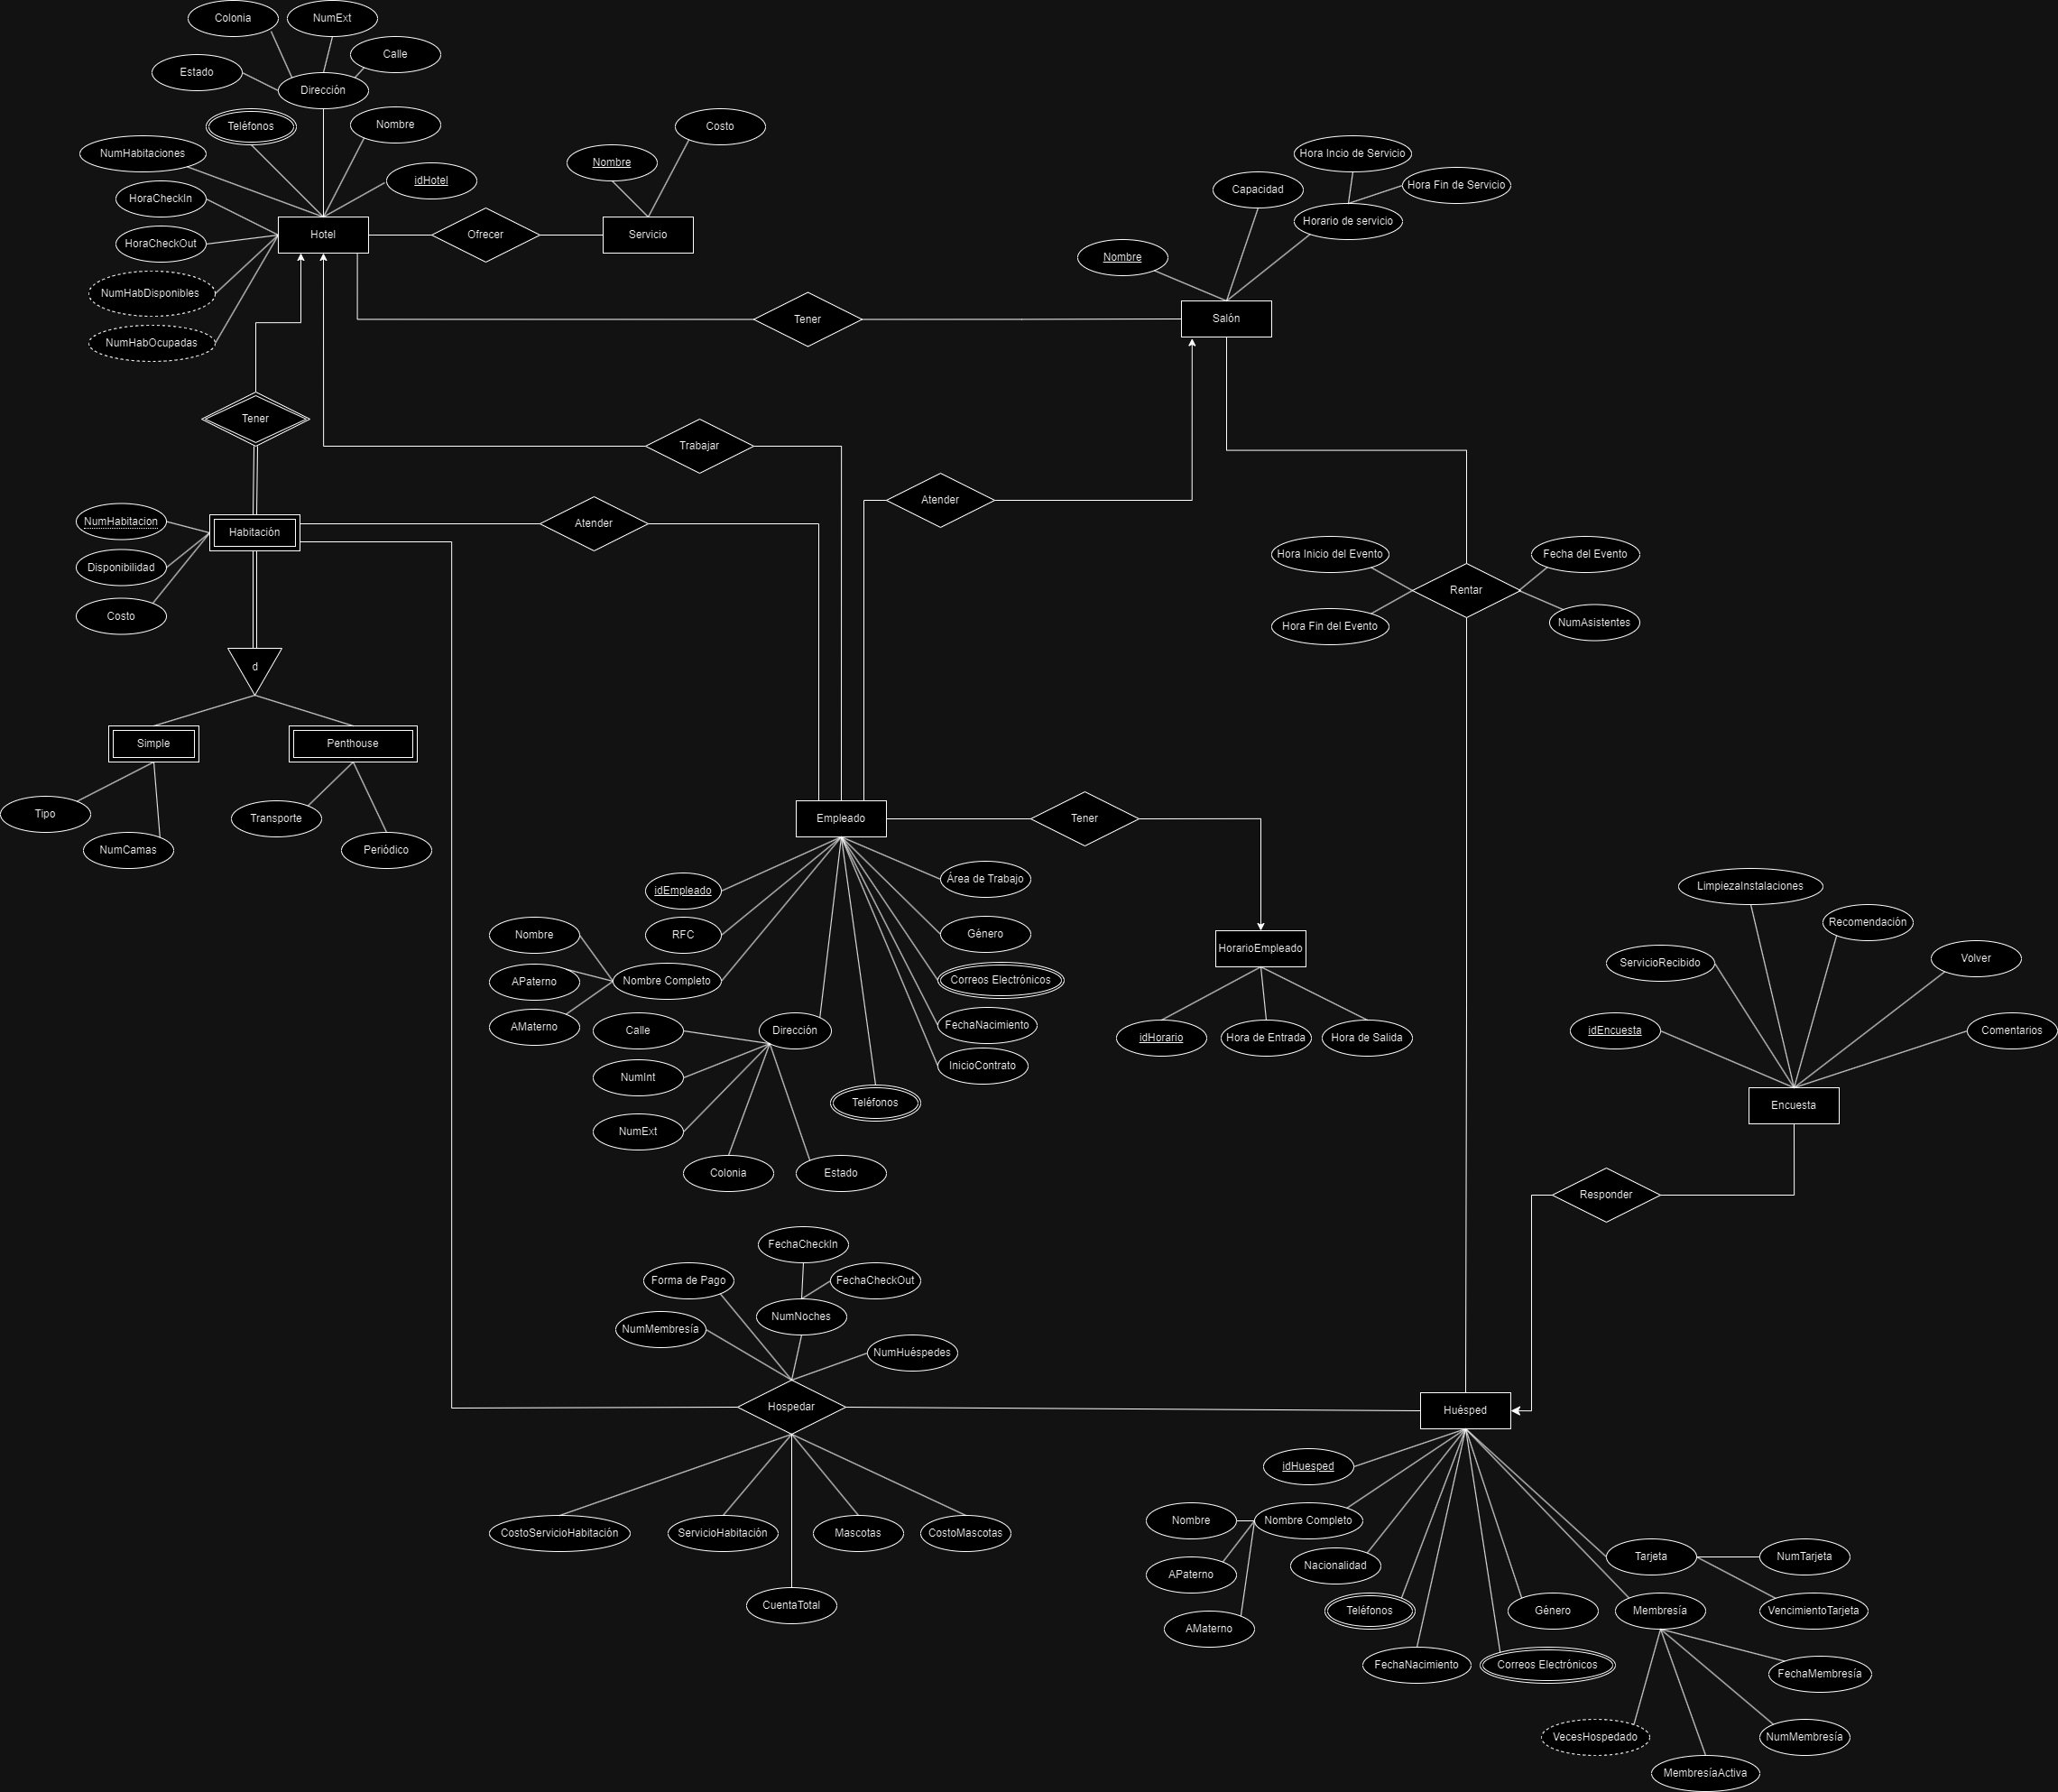 Colonia
NumExt
Calle
Estado
Dirección
Teléfonos
Nombre
NumHabitaciones
idHotel
HoraCheckIn
HoraCheckOut
NumHabDisponibles
NumHabOcupadas
Hotel
Ofrecer
Servicio
Nombre
Costo
Hora Incio de Servicio
Hora Fin de Servicio
Capacidad
Horario de servicio
Nombre
Tener
Salón
Tener
Trabajar
Atender
Atender
NumHabitacion
Habitación
Disponibilidad
Costo
d
Simple
Penthouse
Tipo
NumCamas
Transporte
Periódico
Hora Inicio del Evento
Fecha del Evento
Rentar
Hora Fin del Evento
NumAsistentes
Empleado
Tener
idEmpleado
Área de Trabajo
RFC
Género
Nombre
APaterno
AMaterno
Nombre Completo
Correos Electrónicos
FechaNacimiento
InicioContrato
Dirección
Calle
NumInt
NumExt
Colonia
Estado
Teléfonos
HorarioEmpleado
idHorario
Hora de Entrada
Hora de Salida
LimpiezaInstalaciones
Recomendación
ServicioRecibido
Volver
idEncuesta
Comentarios
Encuesta
Responder
FechaCheckIn
Forma de Pago
FechaCheckOut
NumNoches
NumMembresía
NumHuéspedes
Hospedar
Huésped
CostoServicioHabitación
ServicioHabitación
Mascotas
CostoMascotas
CuentaTotal
idHuesped
Nombre
Nombre Completo
APaterno
AMaterno
Nacionalidad
Teléfonos
FechaNacimiento
Correos Electrónicos
Género
Tarjeta
NumTarjeta
VencimientoTarjeta
Membresía
FechaMembresía
VecesHospedado
NumMembresía
MembresíaActiva